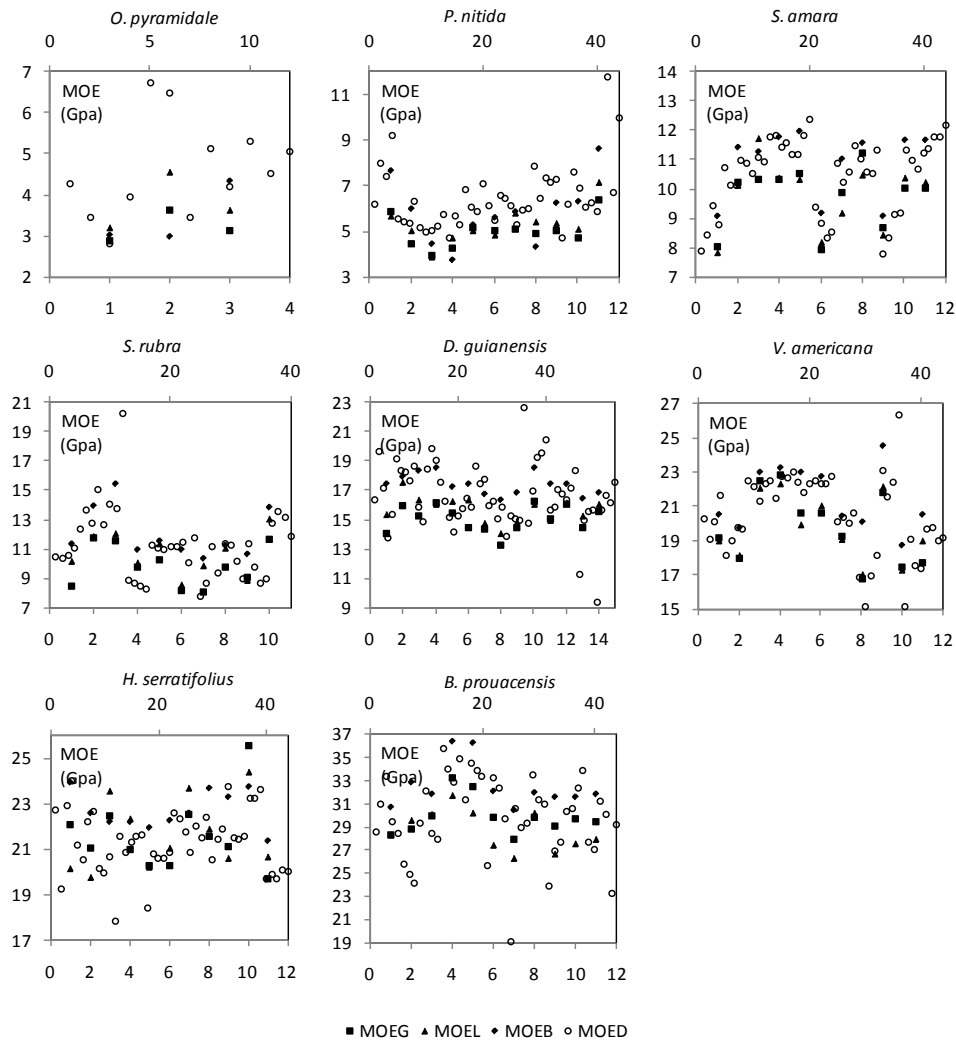 O. pyramidale
P. nitida
S. amara
0 5 10
0 20 40
0 20 40
7
6
5
4
3
2
MOE
(Gpa)
0 1 2 3 4
11
9
7
5
3
MOE
(Gpa)
0 2 4 6 8 10 12
14
13
12
11
10
9
8
7
MOE
(Gpa)
0 2 4 6 8 10 12
S. rubra
D. guianensis
V. americana
0 20 40
0 20 40
0 20 40
21
19
17
15
13
11
9
7
MOE
(Gpa)
0 2 4 6 8 10
23
21
19
17
15
13
11
9
MOE
(Gpa)
0 2 4 6 8 10 12 14
27
25
23
21
19
17
15
MOE
(Gpa)
0 2 4 6 8 10 12
H. serratifolius
B. prouacensis
0 20 40
0 20 40
25
23
21
19
17
MOE
(Gpa)
0 2 4 6 8 10 12
37
35
33
31
29
27
25
23
21
19
MOE
(Gpa)
0 2 4 6 8 10 12
MOEG MOEL MOEB MOED